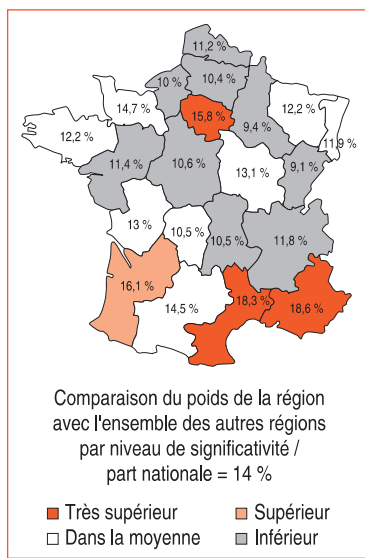 11,2 %
10 %
10,4 %
14,7 %
15,8 %
12,2 %
12,2 %
9,4 %
11,9 %
11,4 %
10,6 %
13,1 %
9,1 %
13 %
10,5 %
10,5 %
11,8 %
16,1 %
14,5 %
18,3 %
18,6 %
Comparaison du poids de la région
avec l'ensemble des autres régions
par niveau de significativité /
part nationale = 14 %
Très supérieur
Supérieur
Dans la moyenne
Inférieur